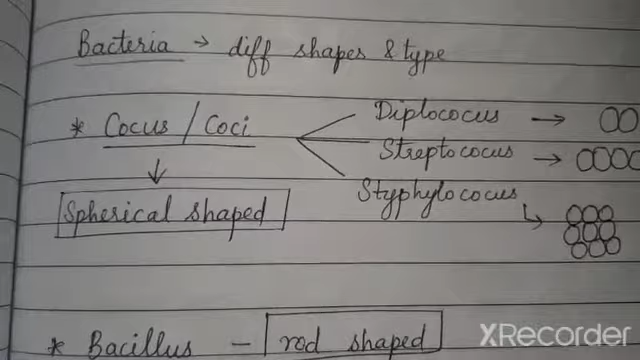 Bacteria → diff shapes & type
* Cocus / Coci
Diplococus →
Streptococus →
Styphylococus
↓
Spherical shaped
* Bacillus - rod shaped
XRecorder